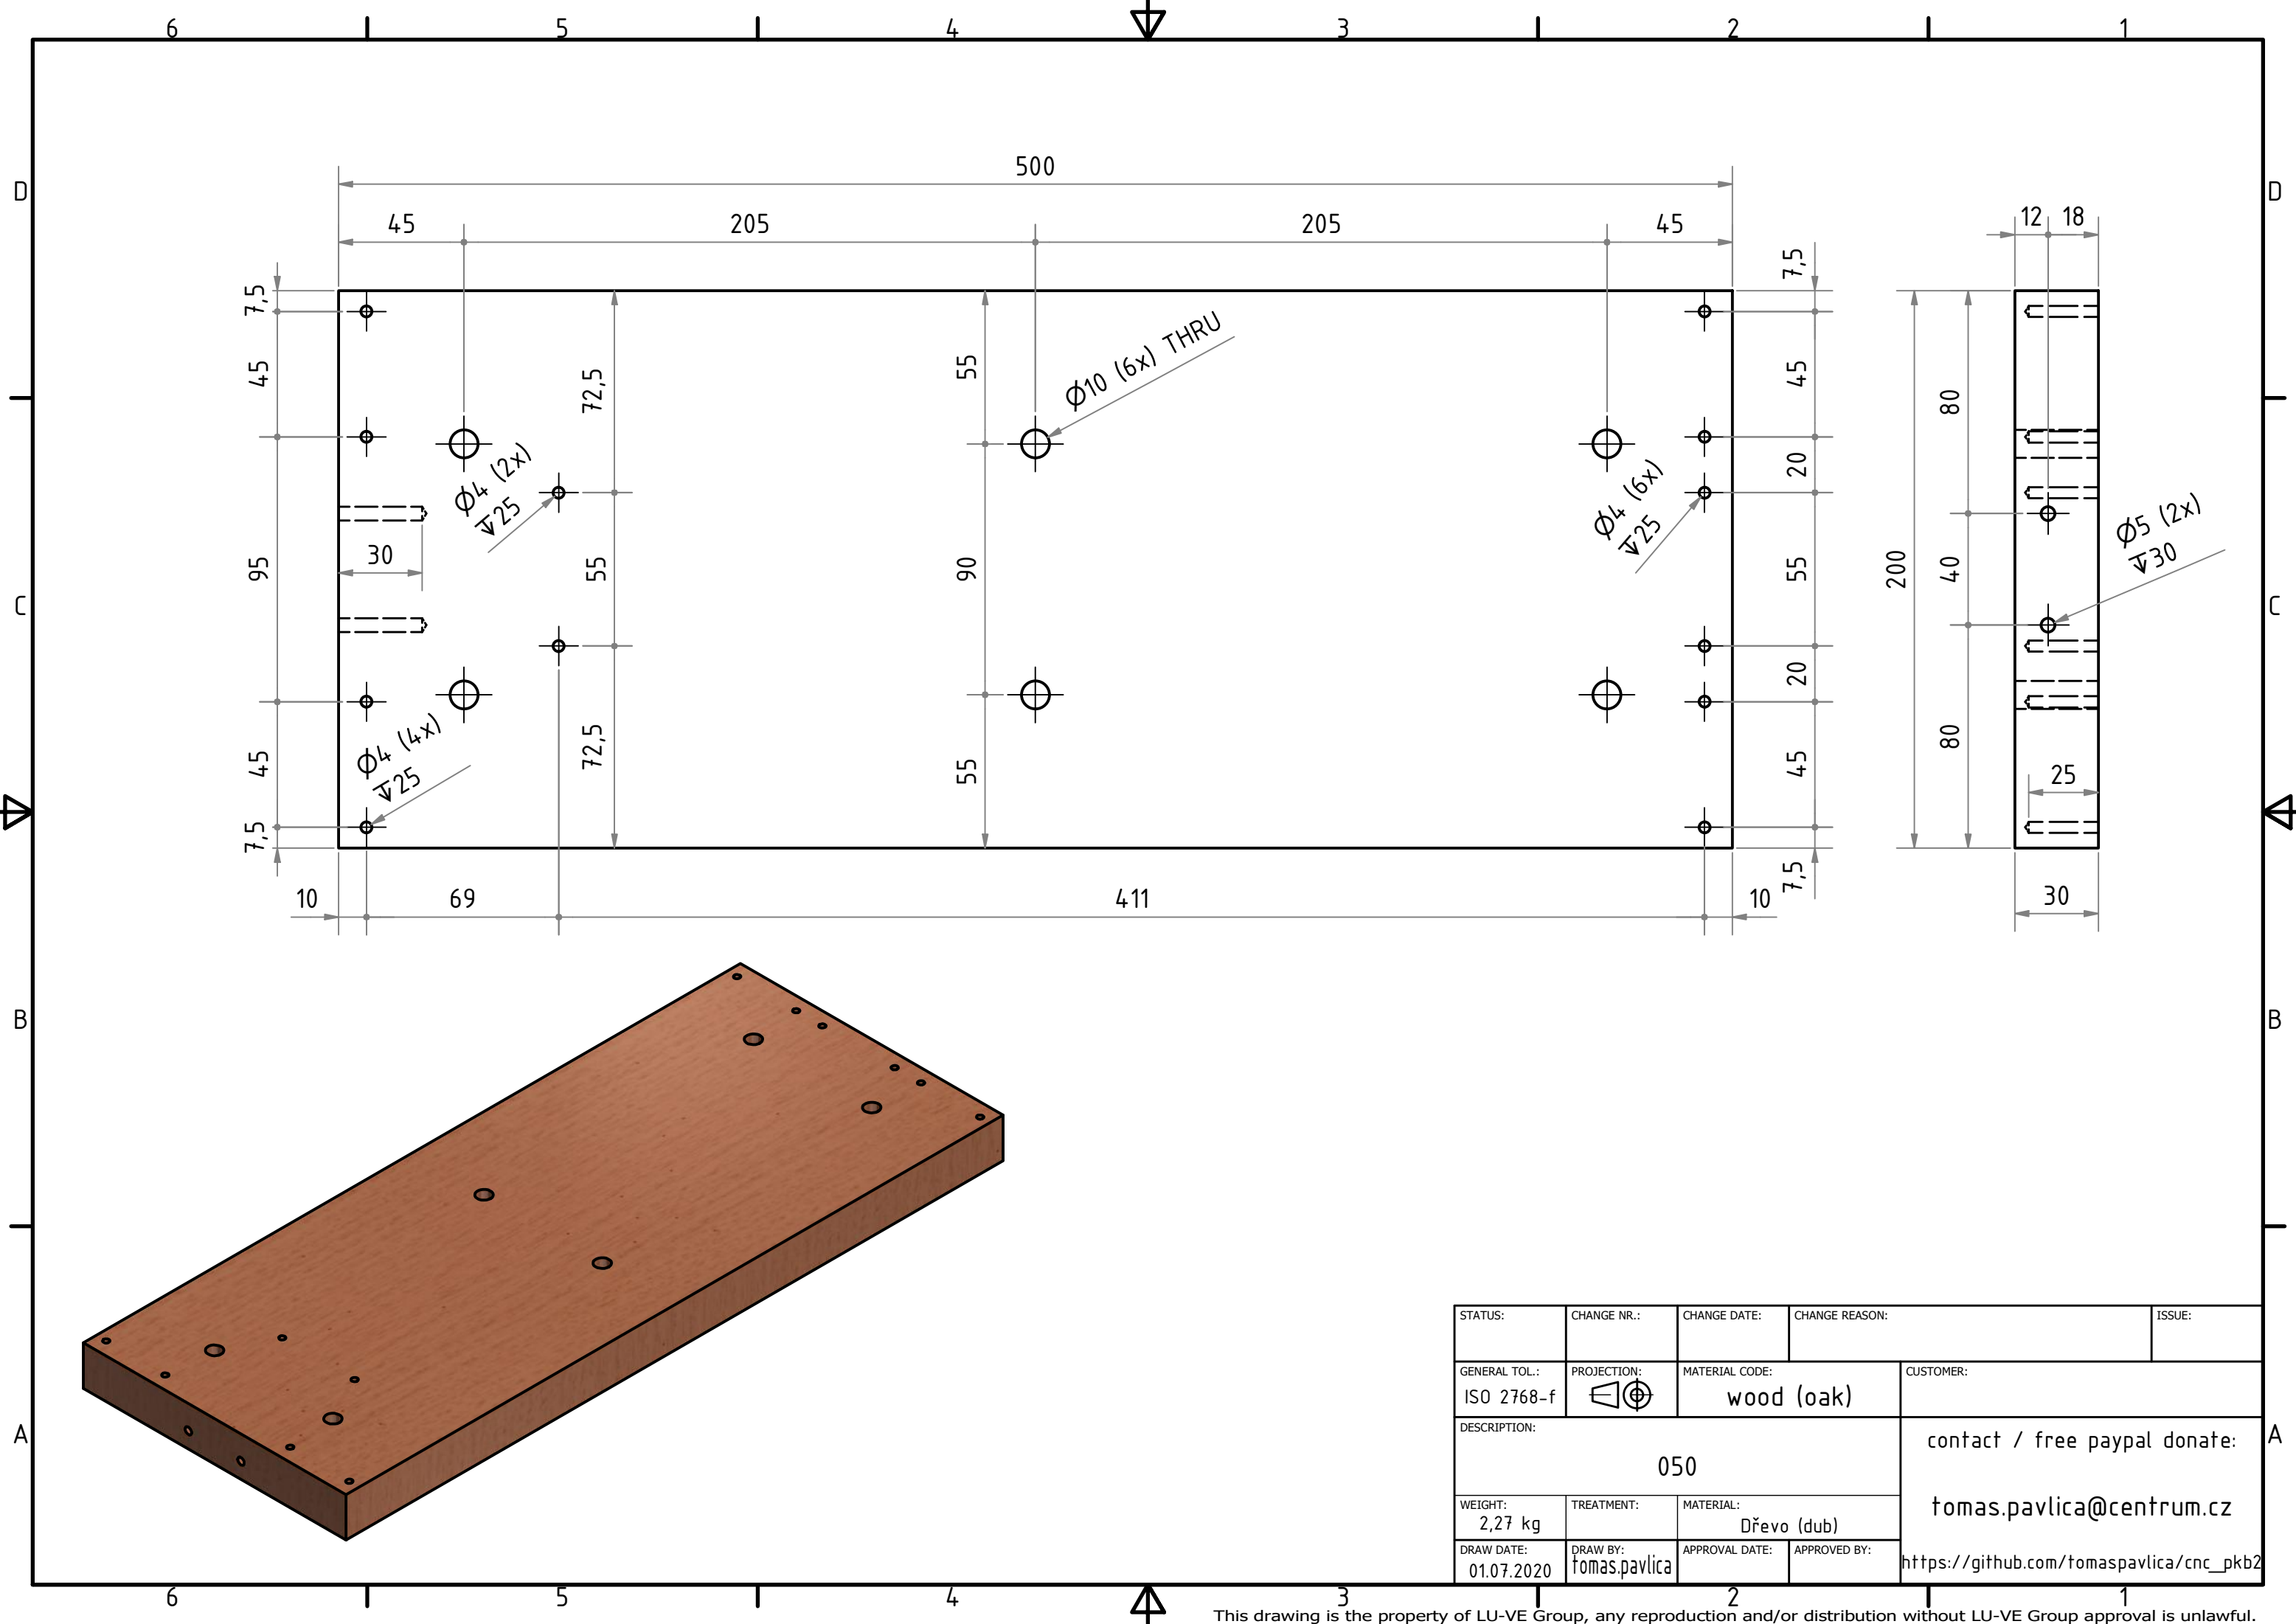 6 5 4 3 2 1
D D
500
45 205 205 45
12 18
7,5 7,5
45 72,5 55 Ø10 (6x) THRU 45 80
Ø4 (2x)
↧25
20
Ø4 (6x)
↧25
Ø5 (2x)
↧30
30
95 55 90 55 200 40
C C
20
Ø4 (4x)
↧25
45 72,5 55 45 80
25
7,5 7,5
10 69 411 10
30
B B
STATUS: CHANGE NR.: CHANGE DATE: CHANGE REASON: ISSUE:
GENERAL TOL.: PROJECTION: MATERIAL CODE: CUSTOMER:
ISO 2768-f wood (oak)
DESCRIPTION:
050
contact / free paypal donate:
A A
WEIGHT: TREATMENT: MATERIAL:
2,27 kg Dřevo (dub)
tomas.pavlica@centrum.cz
DRAW DATE: DRAW BY: APPROVAL DATE: APPROVED BY:
01.07.2020 tomas.pavlica
https://github.com/tomaspavlica/cnc_pkb2
6 5 4 3 2 1
This drawing is the property of LU-VE Group, any reproduction and/or distribution without LU-VE Group approval is unlawful.